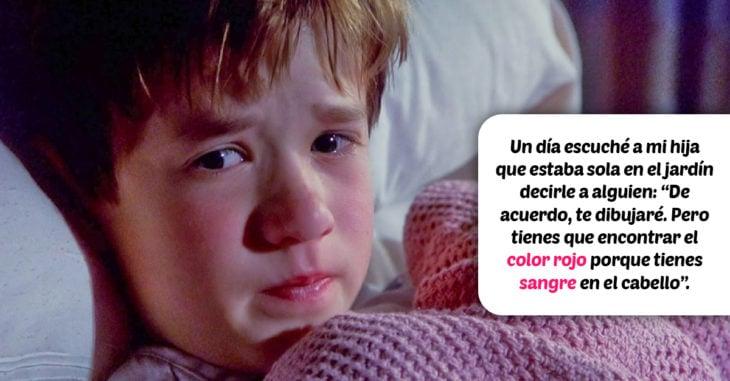 Un día escuché a mi hija
que estaba sola en el jardín
decirle a alguien: “De
acuerdo, te dibujaré. Pero
tienes que encontrar el
color rojo porque tienes
sangre en el cabello”.